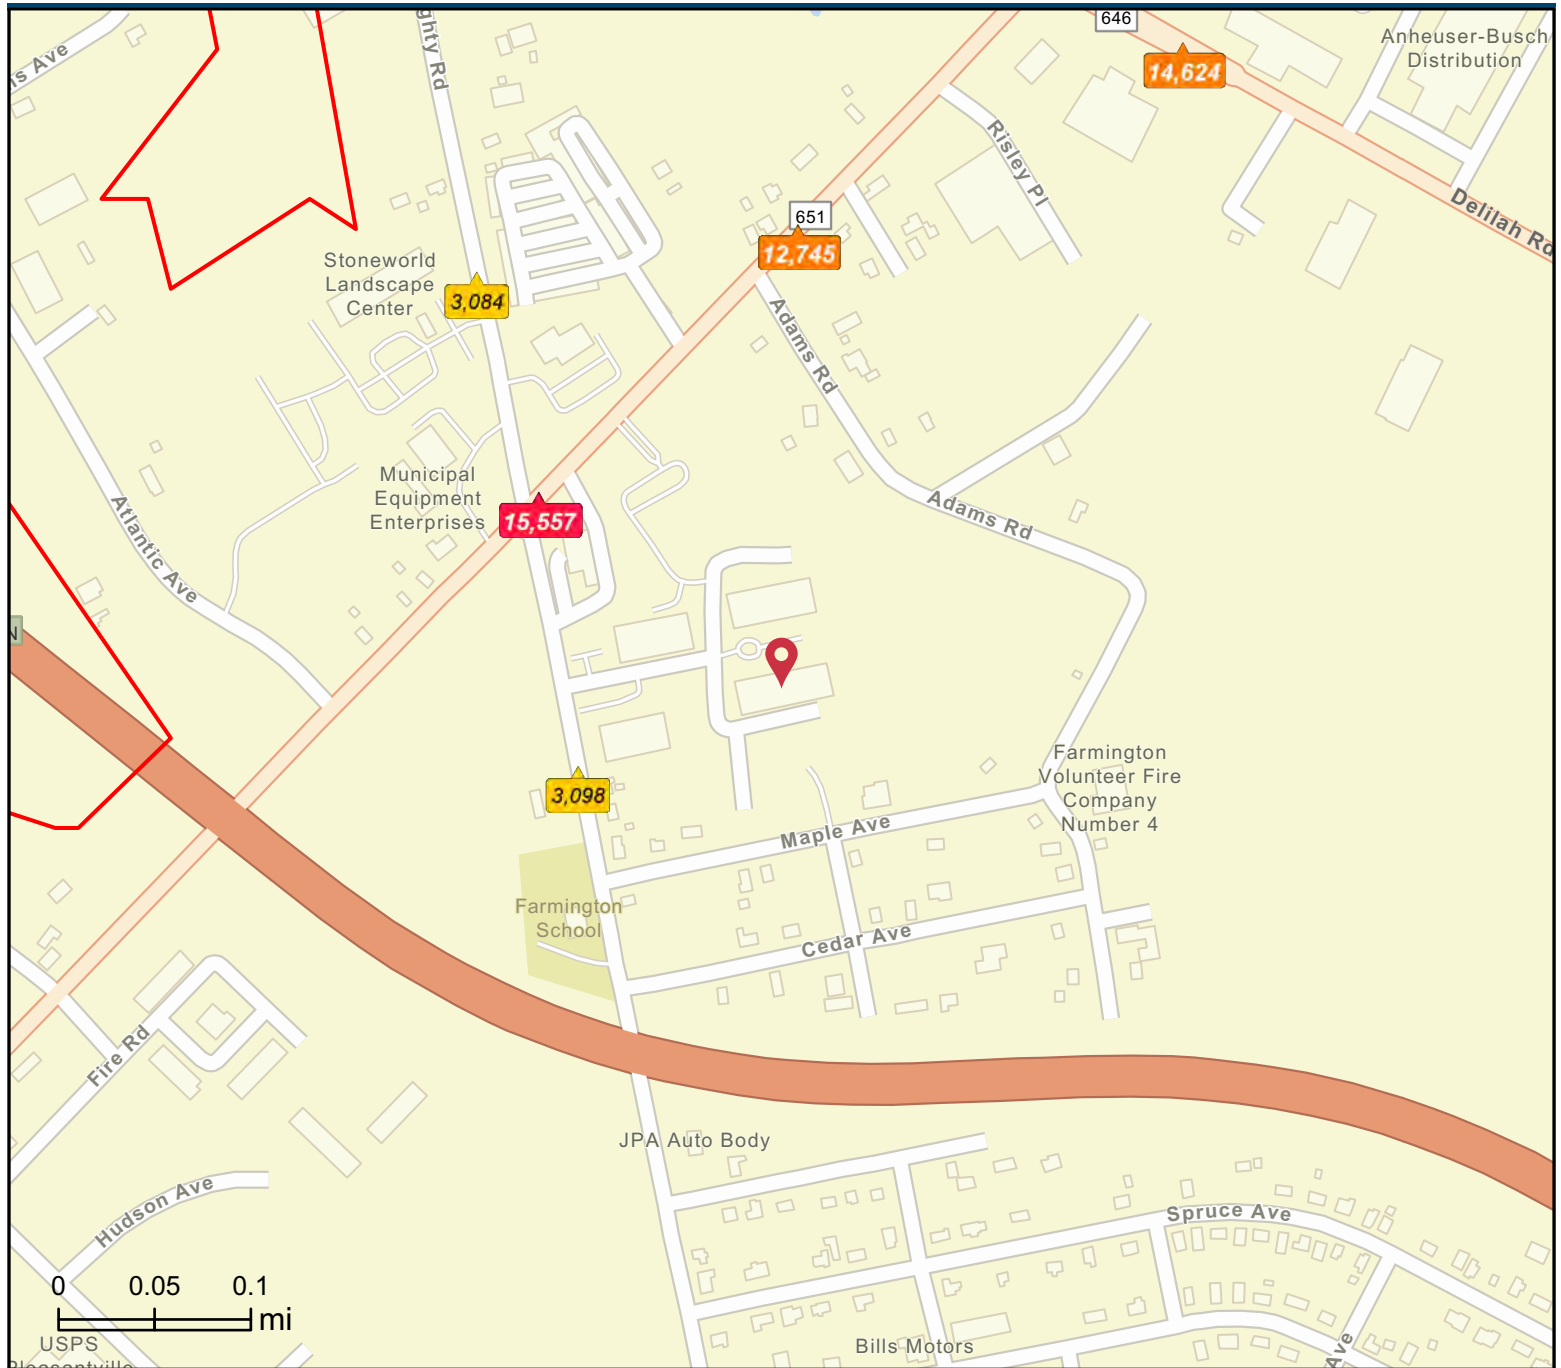 646
Anheuser-Busch
Distribution
14,624
Risley Pl
Delilah Rd
651
12,745
Stoneworld
Landscape
Center
3,084
Adams Rd
Municipal
Equipment
Enterprises
15,557
Adams Rd
Atlantic Ave
N
3,098
Farmington
Volunteer Fire
Company
Number 4
Maple Ave
Farmington
School
Cedar Ave
Fire Rd
JPA Auto Body
Hudson Ave
Spruce Ave
0 0.05 0.1
mi
USPS
Bills Motors
Ave